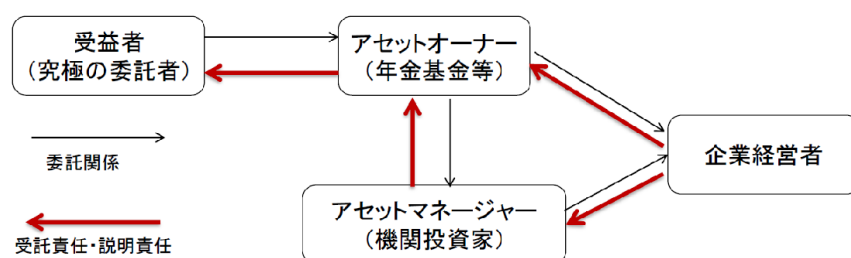 受益者
(究極の委託者)
アセットオーナー
(年金基金等)
委託関係
企業経営者
アセットマネージャー
(機関投資家)
受託責任・説明責任